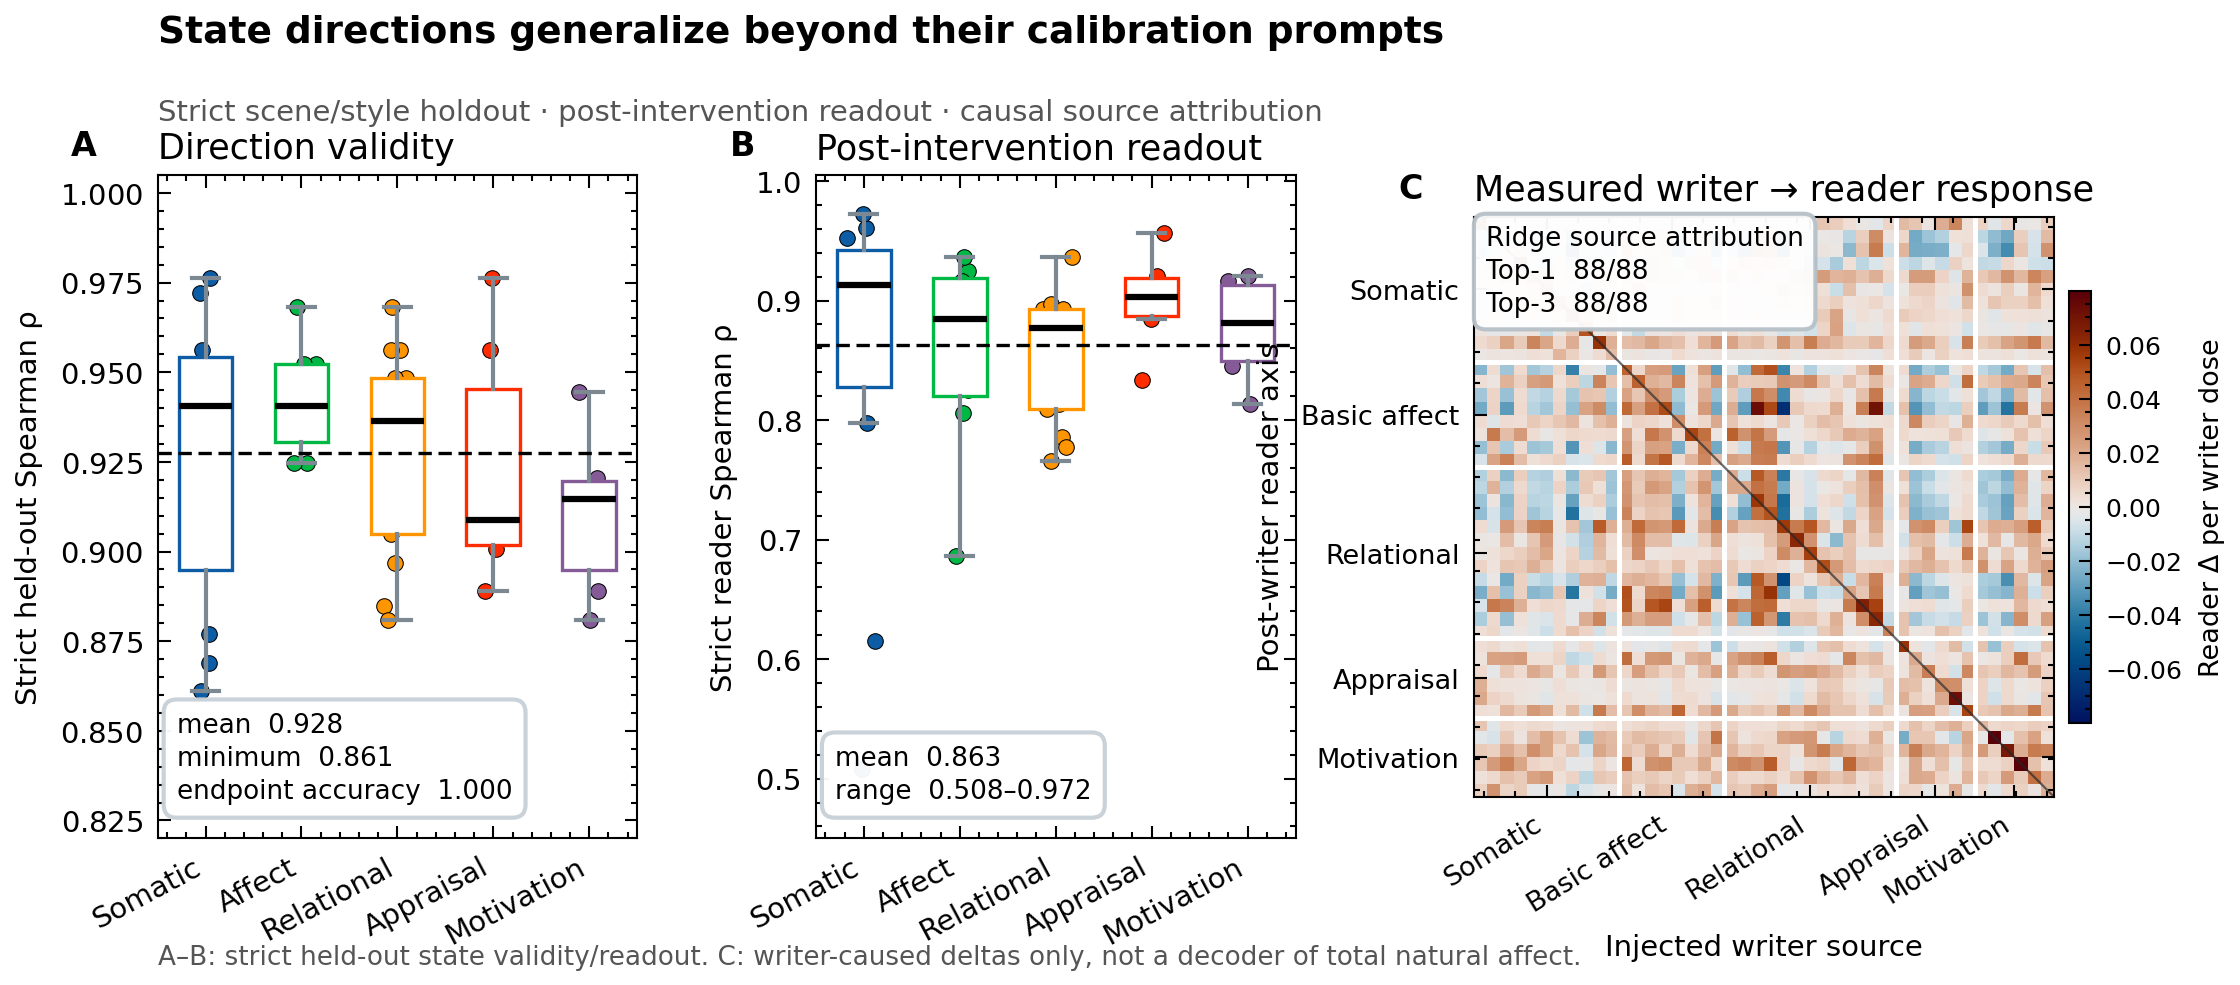 State directions generalize beyond their calibration prompts
Strict scene/style holdout · post-intervention readout · causal source attribution
A
Direction validity
Strict held-out Spearman ρ
1.000
0.975
0.950
0.925
0.900
0.875
0.850
0.825
mean 0.928
minimum 0.861
endpoint accuracy 1.000
Somatic
Affect
Relational
Appraisal
Motivation
B
Post-intervention readout
Strict reader Spearman ρ
1.0
0.9
0.8
0.7
0.6
0.5
mean 0.863
range 0.508–0.972
Somatic
Affect
Relational
Appraisal
Motivation
C
Measured writer → reader response
Post-writer reader axis
Ridge source attribution
Top-1 88/88
Top-3 88/88
Somatic
Basic affect
Relational
Appraisal
Motivation
Somatic
Basic affect
Relational
Appraisal
Motivation
Injected writer source
0.06
0.04
0.02
0.00
−0.02
−0.04
−0.06
Reader Δ per writer dose
A–B: strict held-out state validity/readout. C: writer-caused deltas only, not a decoder of total natural affect.